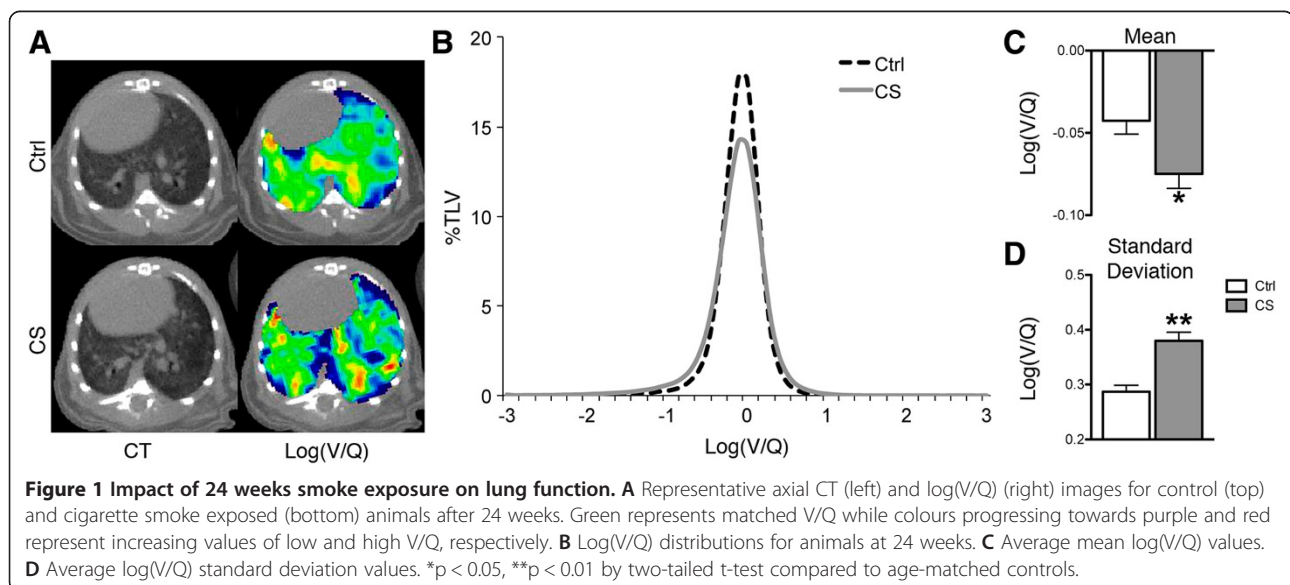 A
Ctrl
CS
CT
Log(V/Q)
B
20
15
10
5
0
%TLV
-3
-2
-1
0
1
2
3
Log(V/Q)
Ctrl
CS
C
Mean
0.00
-0.05
-0.10
Log(V/Q)
*
D
Standard
Deviation
0.5
0.4
0.3
0.2
Log(V/Q)
**
Ctrl
CS
Figure 1 Impact of 24 weeks smoke exposure on lung function. A Representative axial CT (left) and log(V/Q) (right) images for control (top)
and cigarette smoke exposed (bottom) animals after 24 weeks. Green represents matched V/Q while colours progressing towards purple and red
represent increasing values of low and high V/Q, respectively. B Log(V/Q) distributions for animals at 24 weeks. C Average mean log(V/Q) values.
D Average log(V/Q) standard deviation values. *p < 0.05, **p < 0.01 by two-tailed t-test compared to age-matched controls.